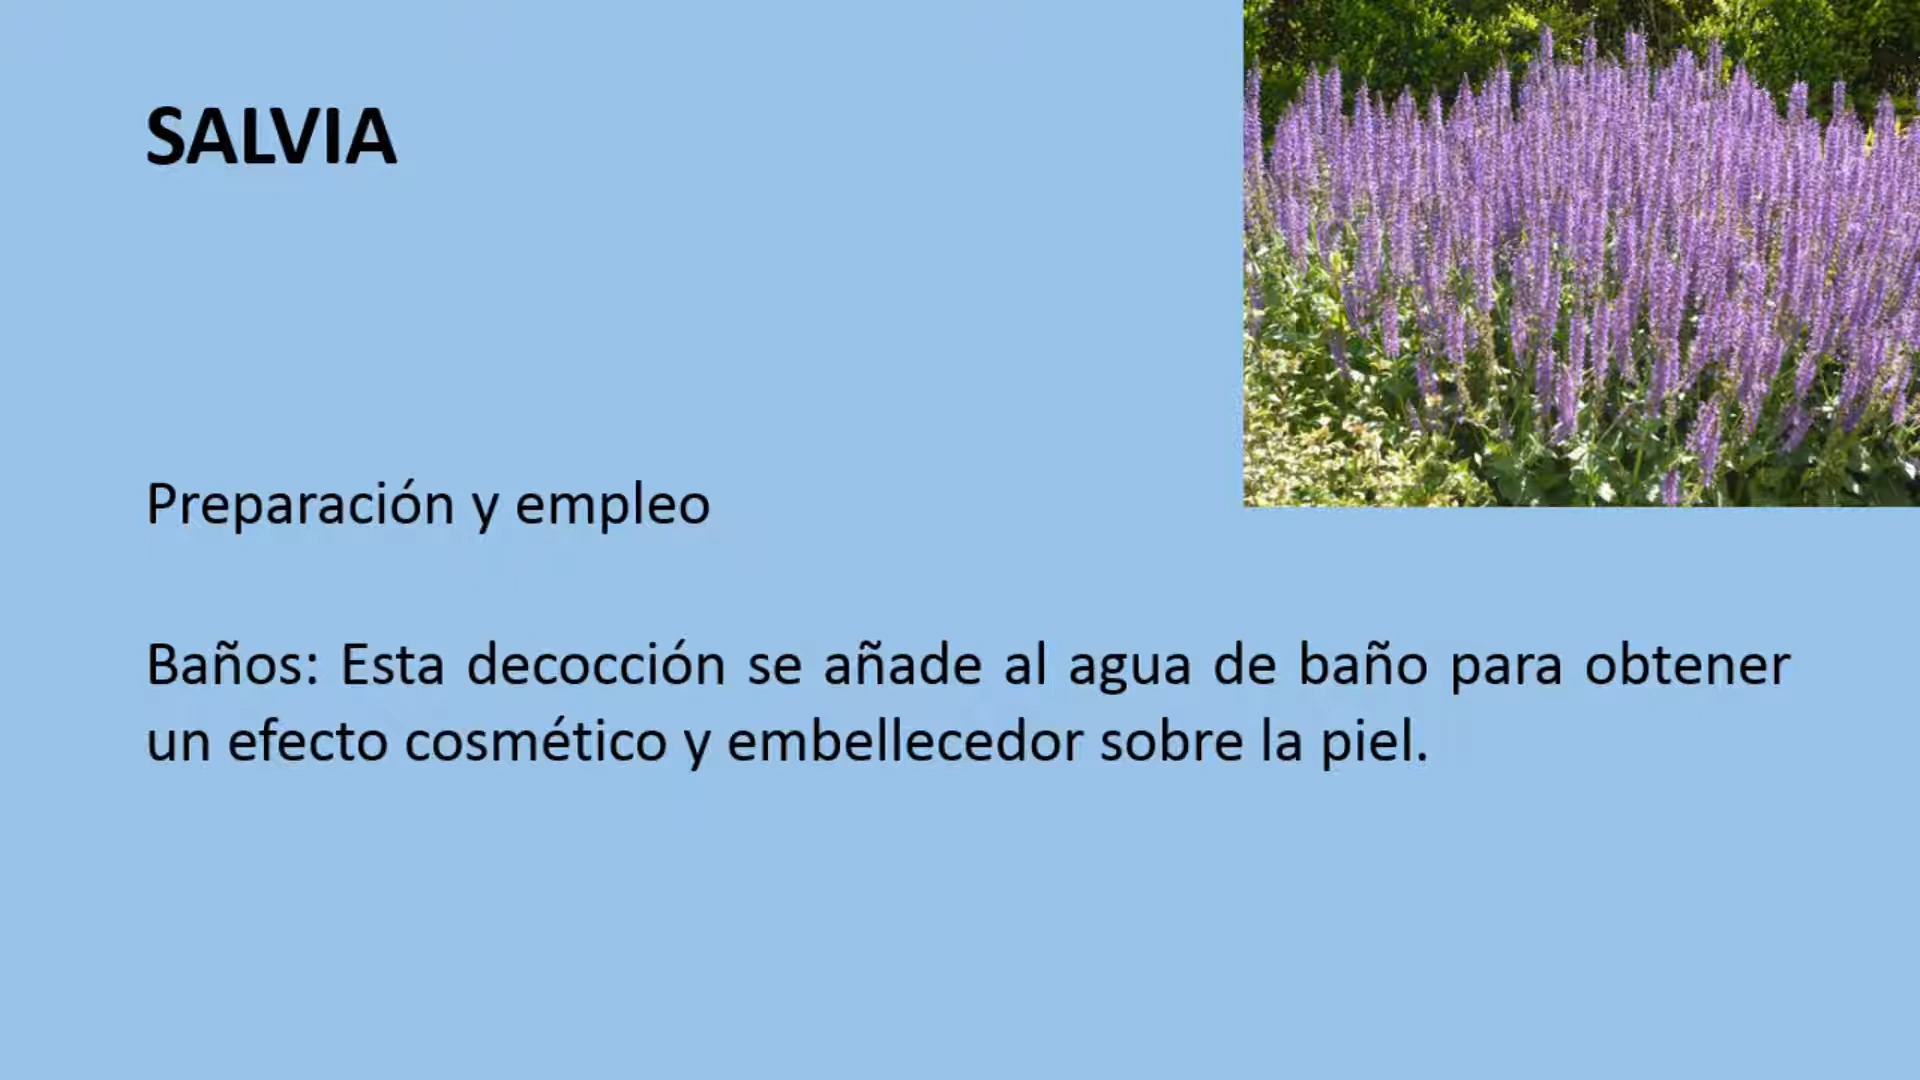 SALVIA
Preparación y empleo
Baños: Esta decocción se añade al agua de baño para obtener
un efecto cosmético y embellecedor sobre la piel.